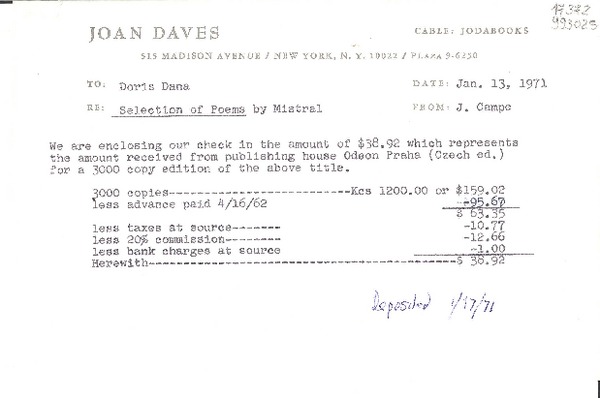 17372
993025
JOAN DAVES
CABLE: JODABOOKS
515 MADISON AVENUE / NEW YORK, N. Y. 10022 / PLAZA 9-6250
TO: Doris Dana
DATE: Jan. 13, 1971
RE: Selection of Poems by Mistral
FROM: J. Campo
We are enclosing our check in the amount of $38.92 which represents
the amount received from publishing house Odeon Praha (Czech ed.)
for a 3000 copy edition of the above title.
3000 copies----------------------------Kcs 1200.00 or $159.02
less advance paid 4/16/62 -95.67
$ 63.35
less taxes at source------- -10.77
less 20% commission-------- -12.66
less bank charges at source -1.00
Herewith-------------------------------------------$ 38.92
Deposited 1/17/71